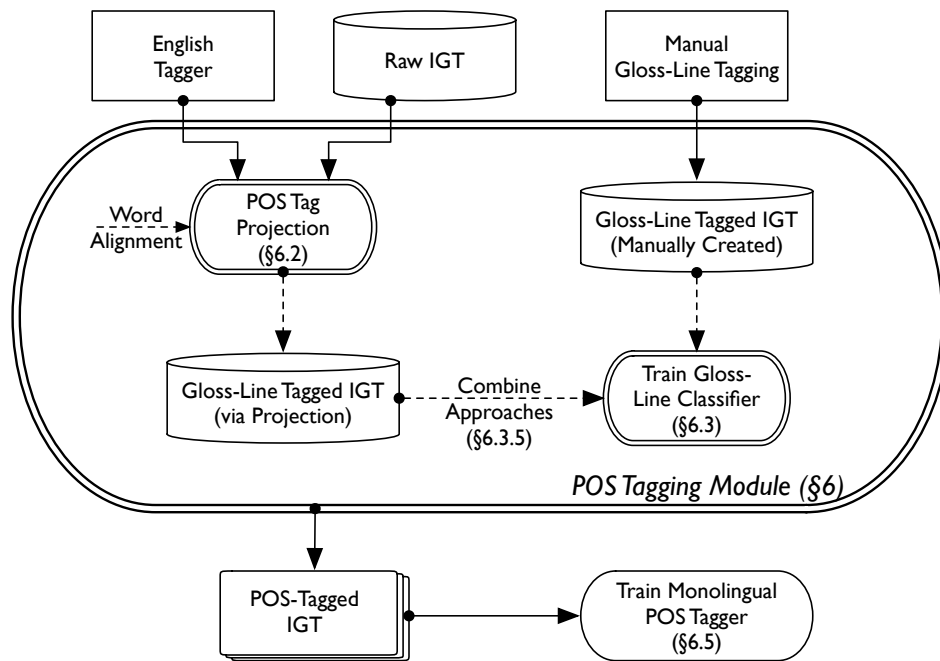 English
Tagger
Raw IGT
Manual
Gloss-Line Tagging
Word
Alignment
POS Tag
Projection
(§6.2)
Gloss-Line Tagged IGT
(Manually Created)
Gloss-Line Tagged IGT
(via Projection)
Combine
Approaches
(§6.3.5)
Train Gloss-
Line Classifier
(§6.3)
POS Tagging Module (§6)
POS-Tagged
IGT
Train Monolingual
POS Tagger
(§6.5)